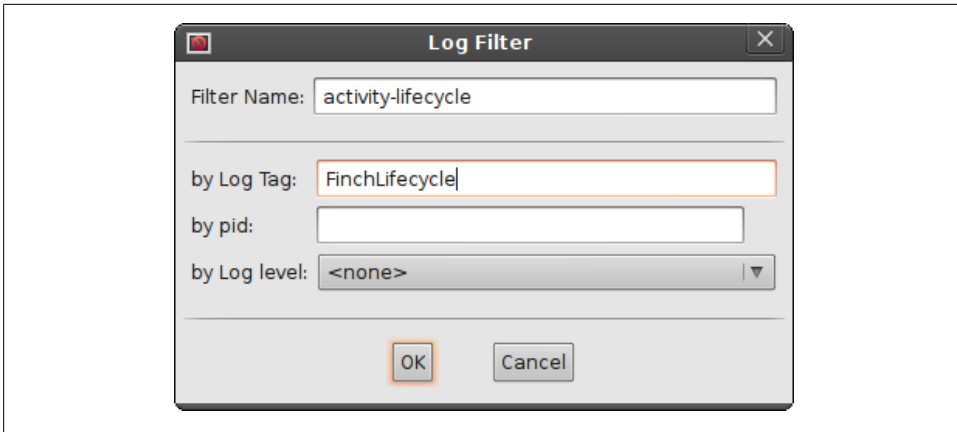 Log Filter
Filter Name: activity-lifecycle
by Log Tag: FinchLifecycle
by pid:
by Log level: <none>
OK Cancel